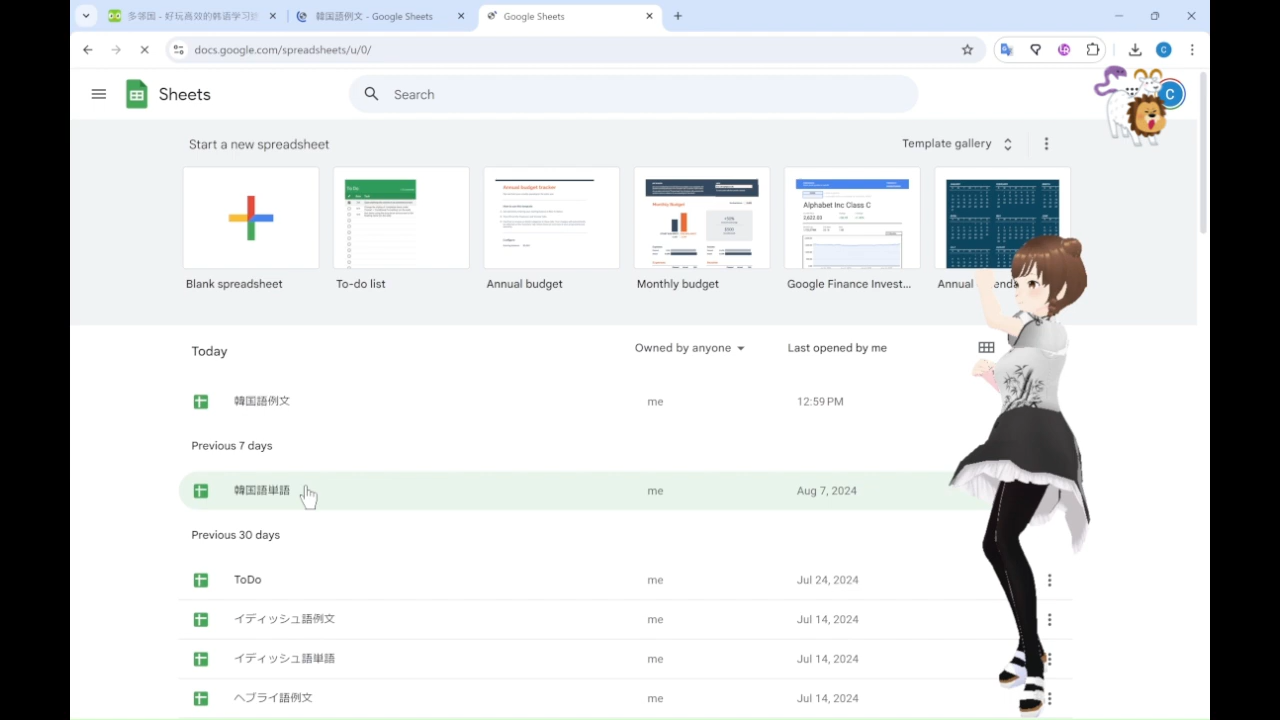 多邻国 - 好玩高效的韩语学习
韓国語例文 - Google Sheets
Google Sheets
docs.google.com/spreadsheets/u/0/
C
Sheets
Search
C
Start a new spreadsheet
Template gallery
To-do
Annual budget tracker
Monthly Budget
Alphabet Inc Class C
Blank spreadsheet
To-do list
Annual budget
Monthly budget
Google Finance Invest...
Annual
Today
Owned by anyone
Last opened by me
韓国語例文
me
12:59 PM
Previous 7 days
韓国語単語
me
Aug 7, 2024
Previous 30 days
ToDo
me
Jul 24, 2024
イディッシュ語例文
me
Jul 14, 2024
イディッシュ語単語
me
Jul 14, 2024
ヘブライ語例文
me
Jul 14, 2024